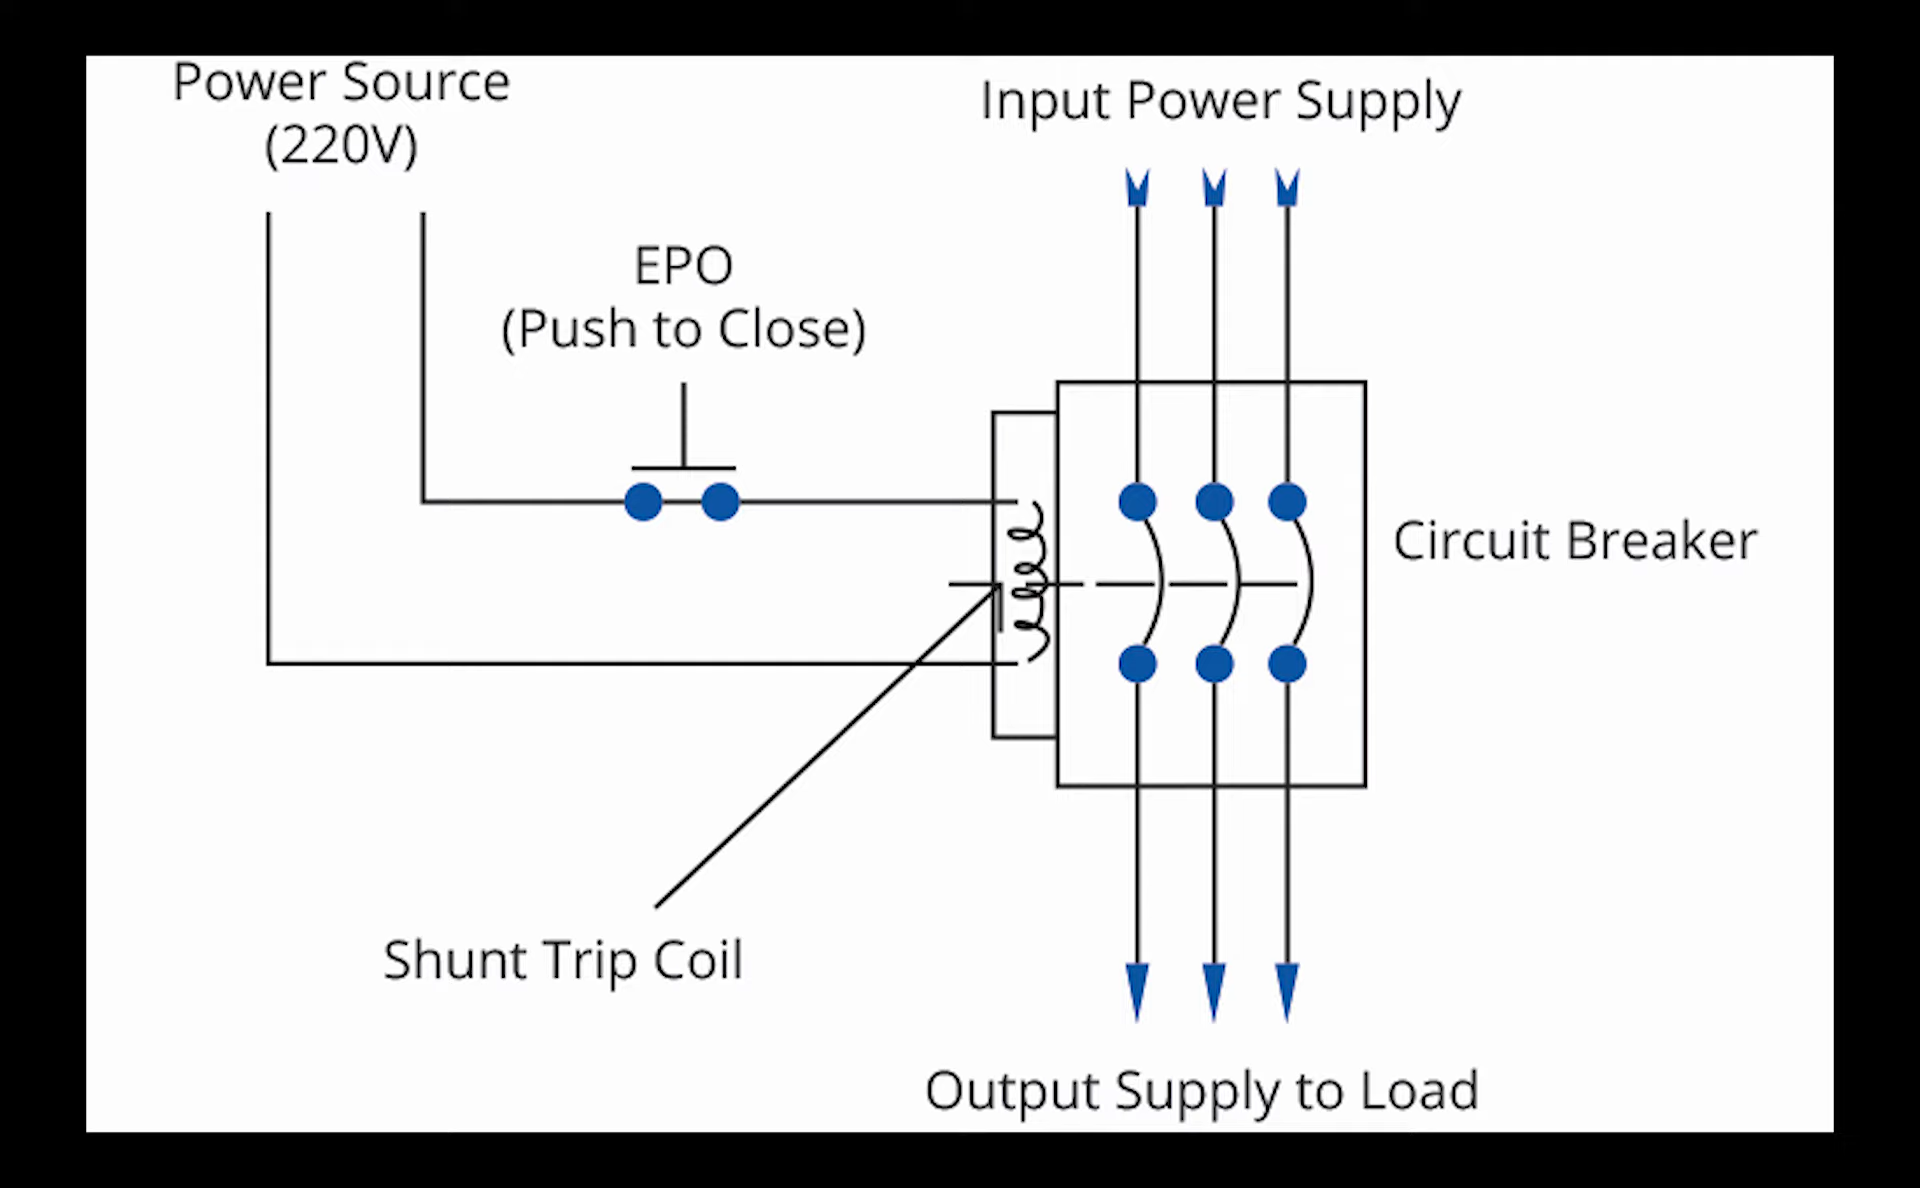 Power Source
(220V)
Input Power Supply
EPO
(Push to Close)
Circuit Breaker
Shunt Trip Coil
Output Supply to Load